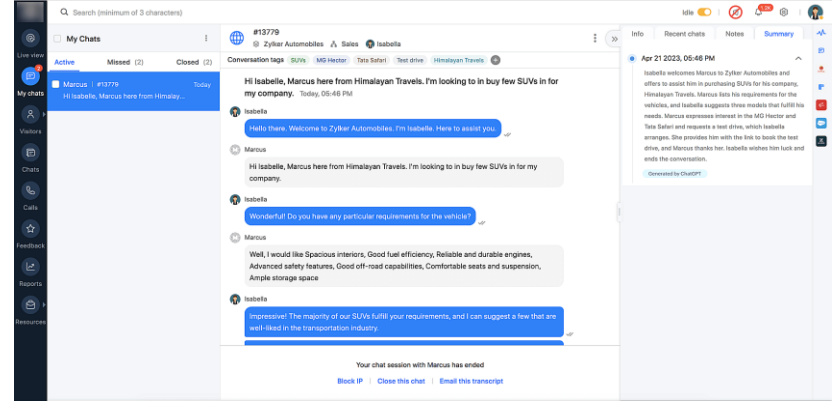 Search (minimum of 3 characters)
Idle
1.2K
Live view
My chats
Visitors
Chats
Calls
Feedback
Reports
Resources
My Chats
Active
Missed (2)
Closed (2)
Marcus | #13779
Today
Hi Isabelle, Marcus here from Himalay...
#13779
Zylker Automobiles
Sales
Isabella
Conversation tags
SUVs
MG Hector
Tata Safari
Test drive
Himalayan Travels
Hi Isabelle, Marcus here from Himalayan Travels. I'm looking to in buy few SUVs in for
my company. Today, 05:46 PM
Isabella
Hello there. Welcome to Zylker Automobiles. I'm Isabelle. Here to assist you.
Marcus
Hi Isabelle, Marcus here from Himalayan Travels. I'm looking to in buy few SUVs in for my
company.
Isabella
Wonderful! Do you have any particular requirements for the vehicle?
Marcus
Well, I would like Spacious interiors, Good fuel efficiency, Reliable and durable engines,
Advanced safety features, Good off-road capabilities, Comfortable seats and suspension,
Ample storage space
Isabella
Impressive! The majority of our SUVs fulfill your requirements, and I can suggest a few that are
well-liked in the transportation industry.
Your chat session with Marcus has ended
Block IP | Close this chat | Email this transcript
Info
Recent chats
Notes
Summary
Apr 21 2023, 05:46 PM
Isabella welcomes Marcus to Zylker Automobiles and
offers to assist him in purchasing SUVs for his company,
Himalayan Travels. Marcus lists his requirements for the
vehicles, and Isabella suggests three models that fulfill his
needs. Marcus expresses interest in the MG Hector and
Tata Safari and requests a test drive, which Isabella
arranges. She provides him with the link to book the test
drive, and Marcus thanks her. Isabella wishes him luck and
ends the conversation.
Generated by ChatGPT